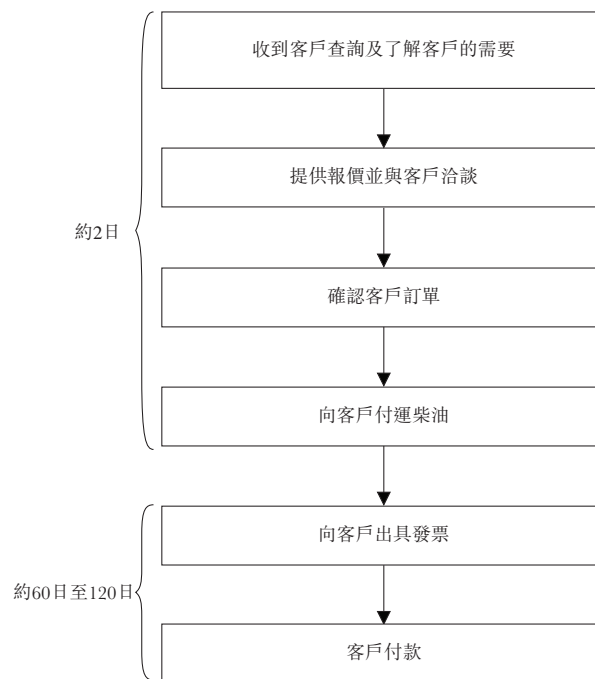 收到客戶查詢及了解客戶的需要
提供報價並與客戶洽談
約2日
確認客戶訂單
向客戶付運柴油
向客戶出具發票
約60日至120日
客戶付款